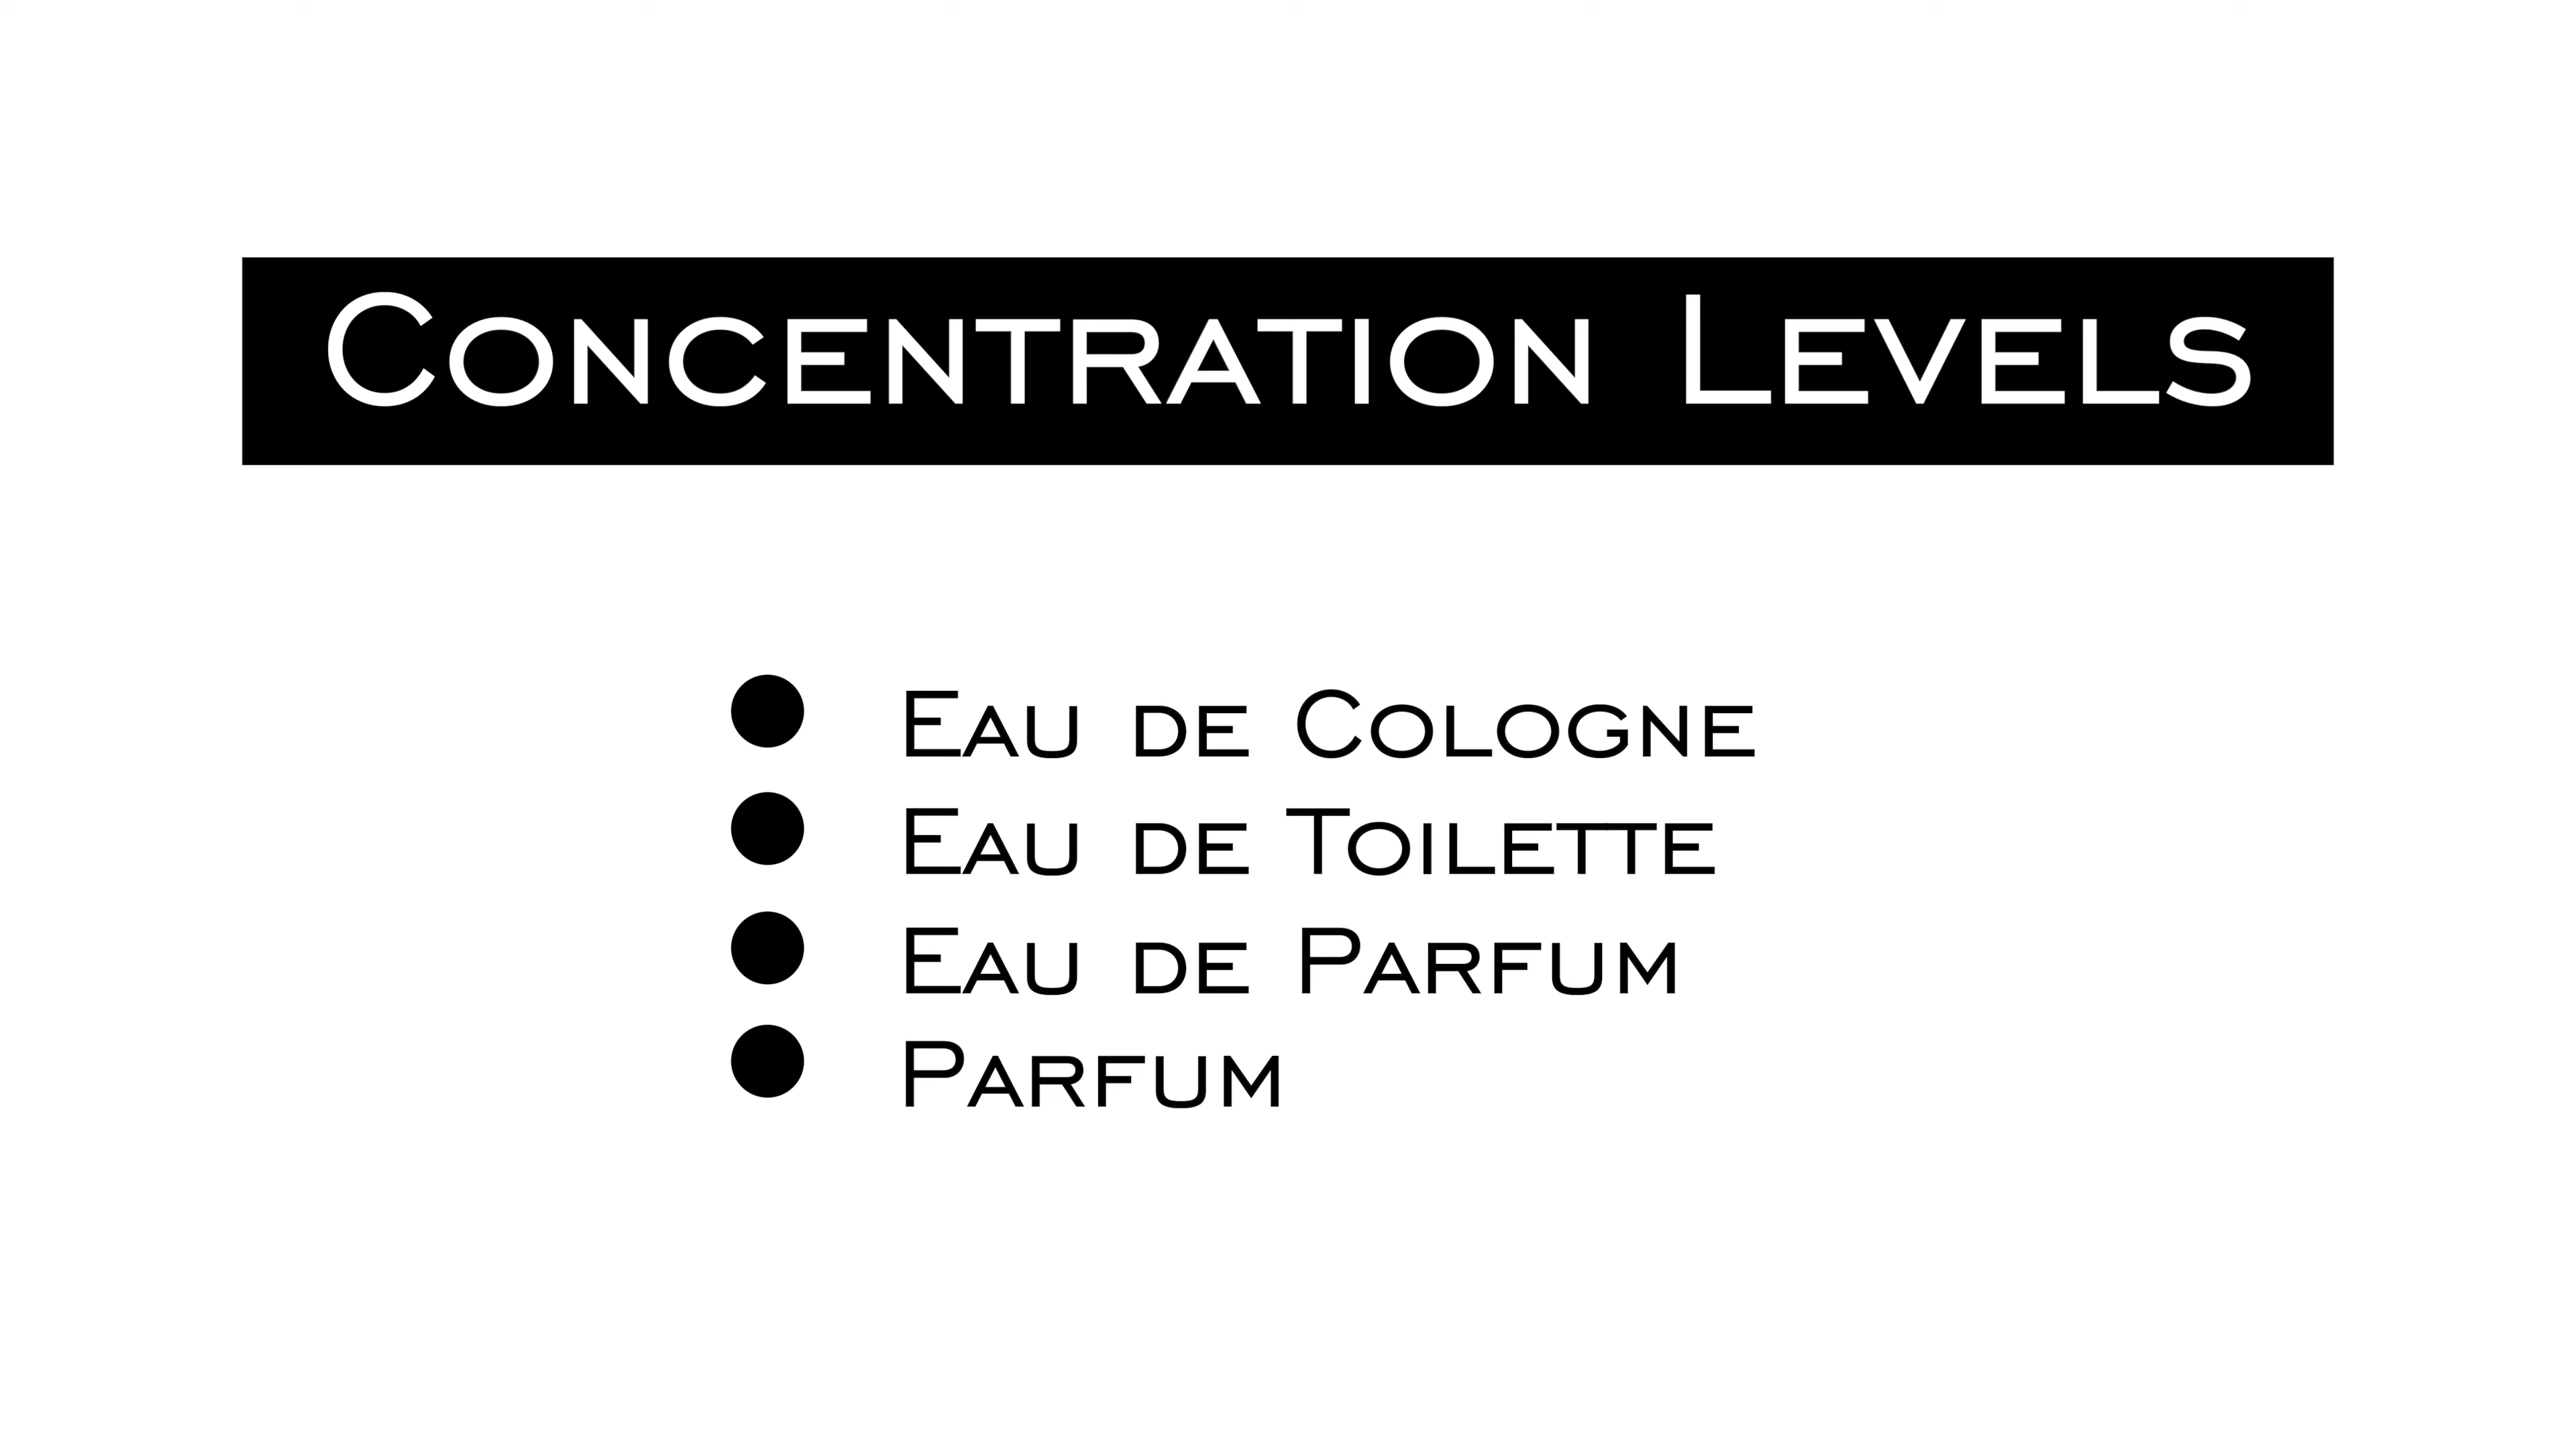 Concentration Levels
● Eau de Cologne
● Eau de Toilette
● Eau de Parfum
● Parfum